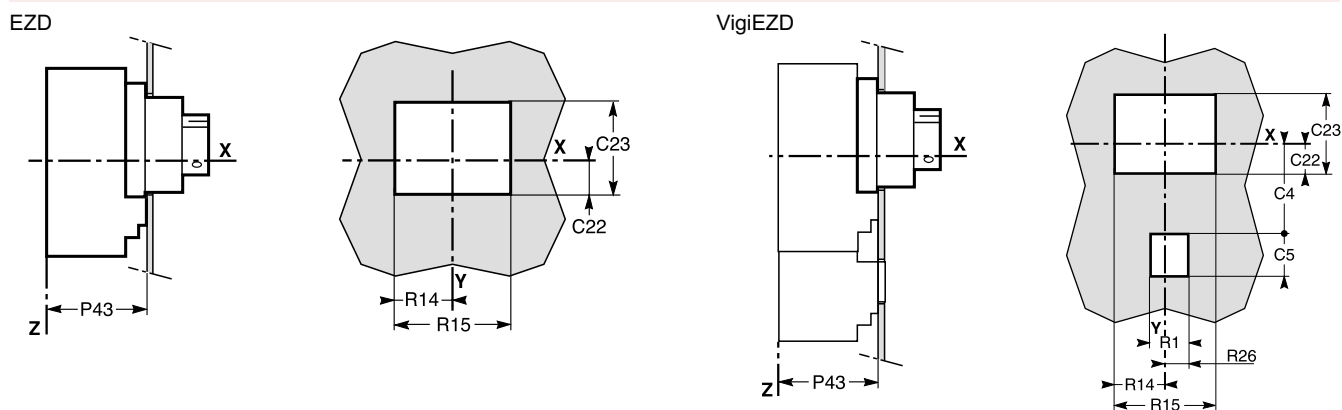 EZD
VigiEZD
X
X
C23
C22
Y
R14
R15
P43
Z
X
X
C23
C22
C4
C5
Y
R1
R26
R14
R15
P43
Z